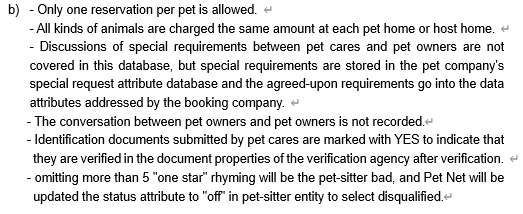 b) - Only one reservation per pet is allowed.
- All kinds of animals are charged the same amount at each pet home or host home.
- Discussions of special requirements between pet cares and pet owners are not
covered in this database, but special requirements are stored in the pet company's
special request attribute database and the agreed-upon requirements go into the data
attributes addressed by the booking company.
- The conversation between pet owners and pet owners is not recorded.
- Identification documents submitted by pet cares are marked with YES to indicate that
they are verified in the document properties of the verification agency after verification.
- omitting more than 5 "one star" rhyming will be the pet-sitter bad, and Pet Net will be
updated the status attribute to "off" in pet-sitter entity to select disqualified.